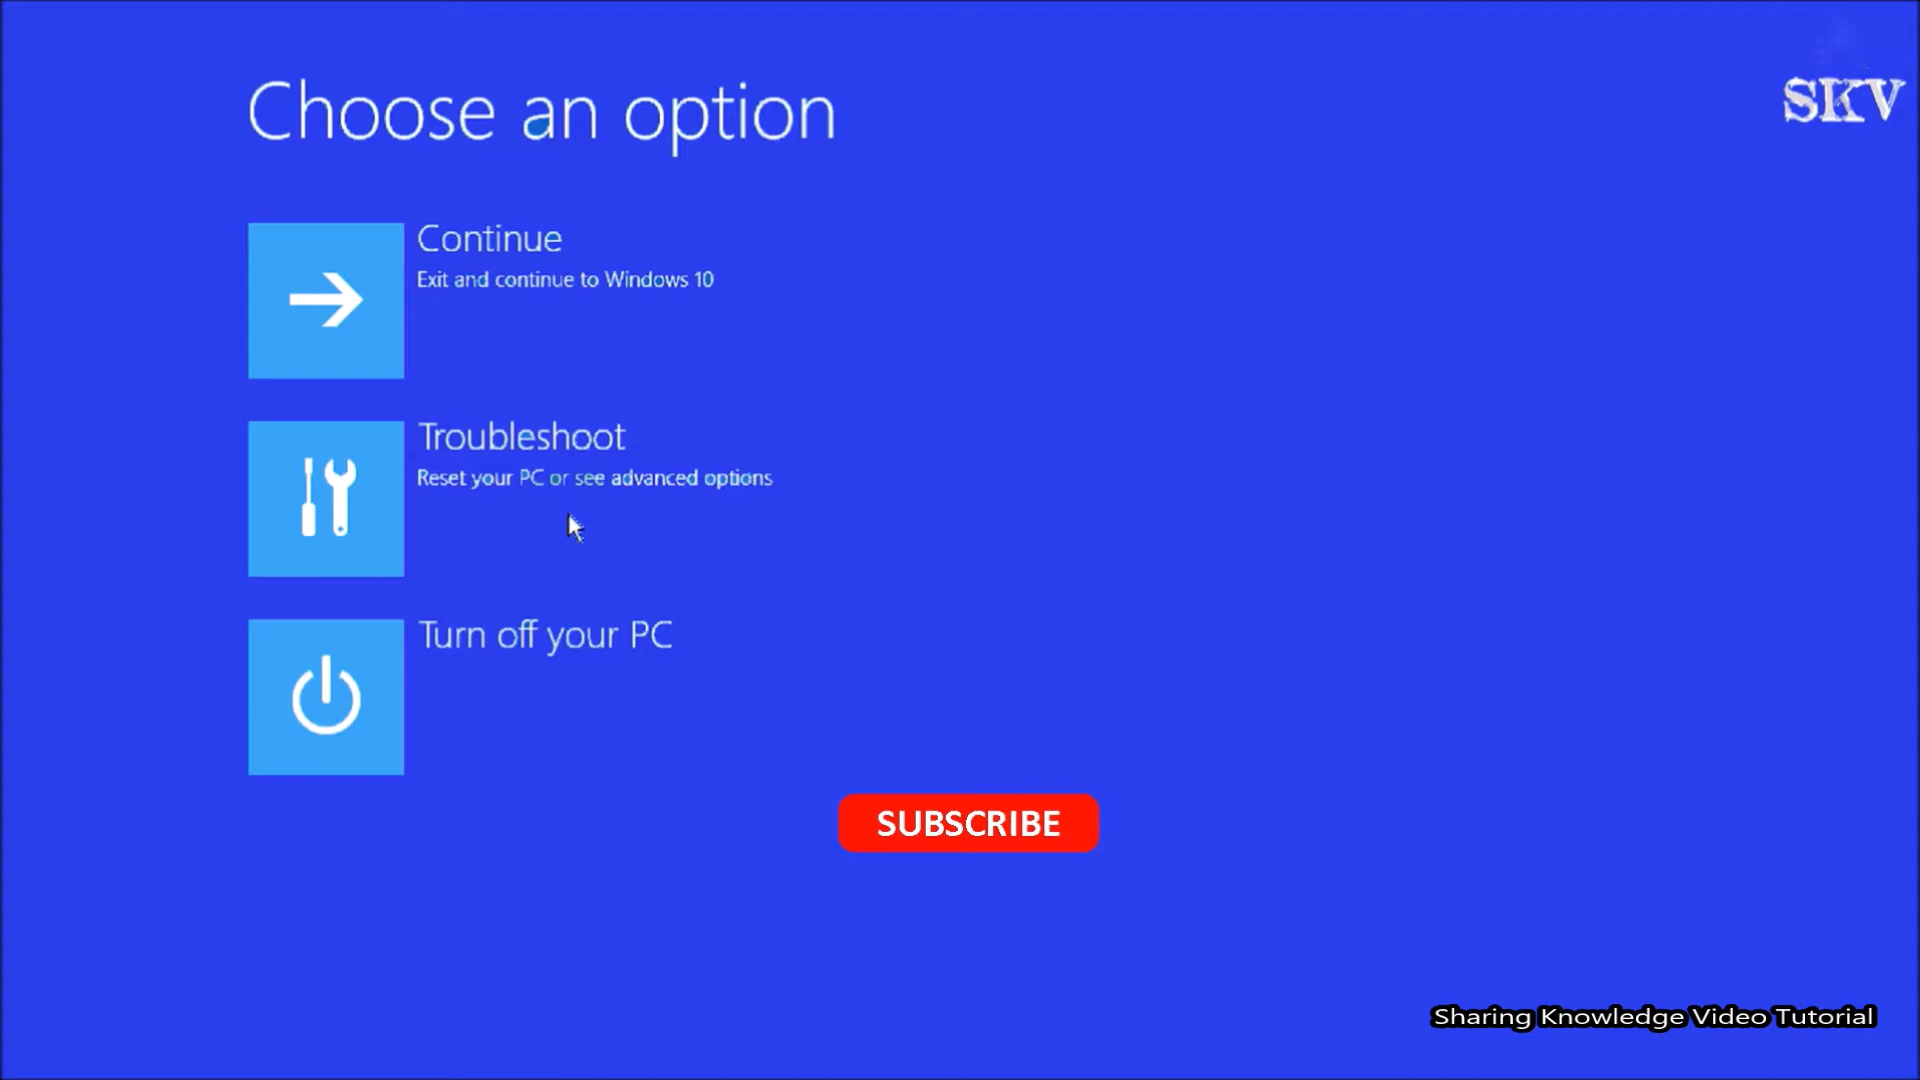 Choose an option
SKV
Continue
Exit and continue to Windows 10
Troubleshoot
Reset your PC or see advanced options
Turn off your PC
SUBSCRIBE
Sharing Knowledge Video Tutorial